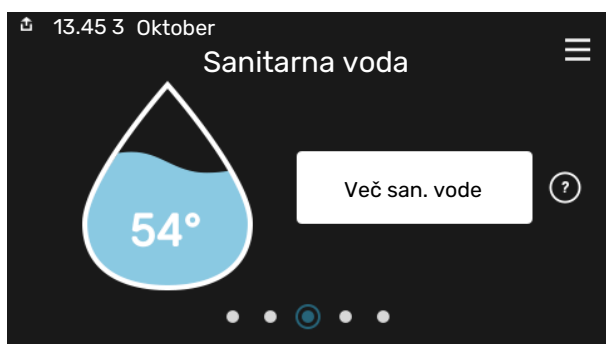 13.45 3 Oktober
Sanitarna voda
54°
Več san. vode
?